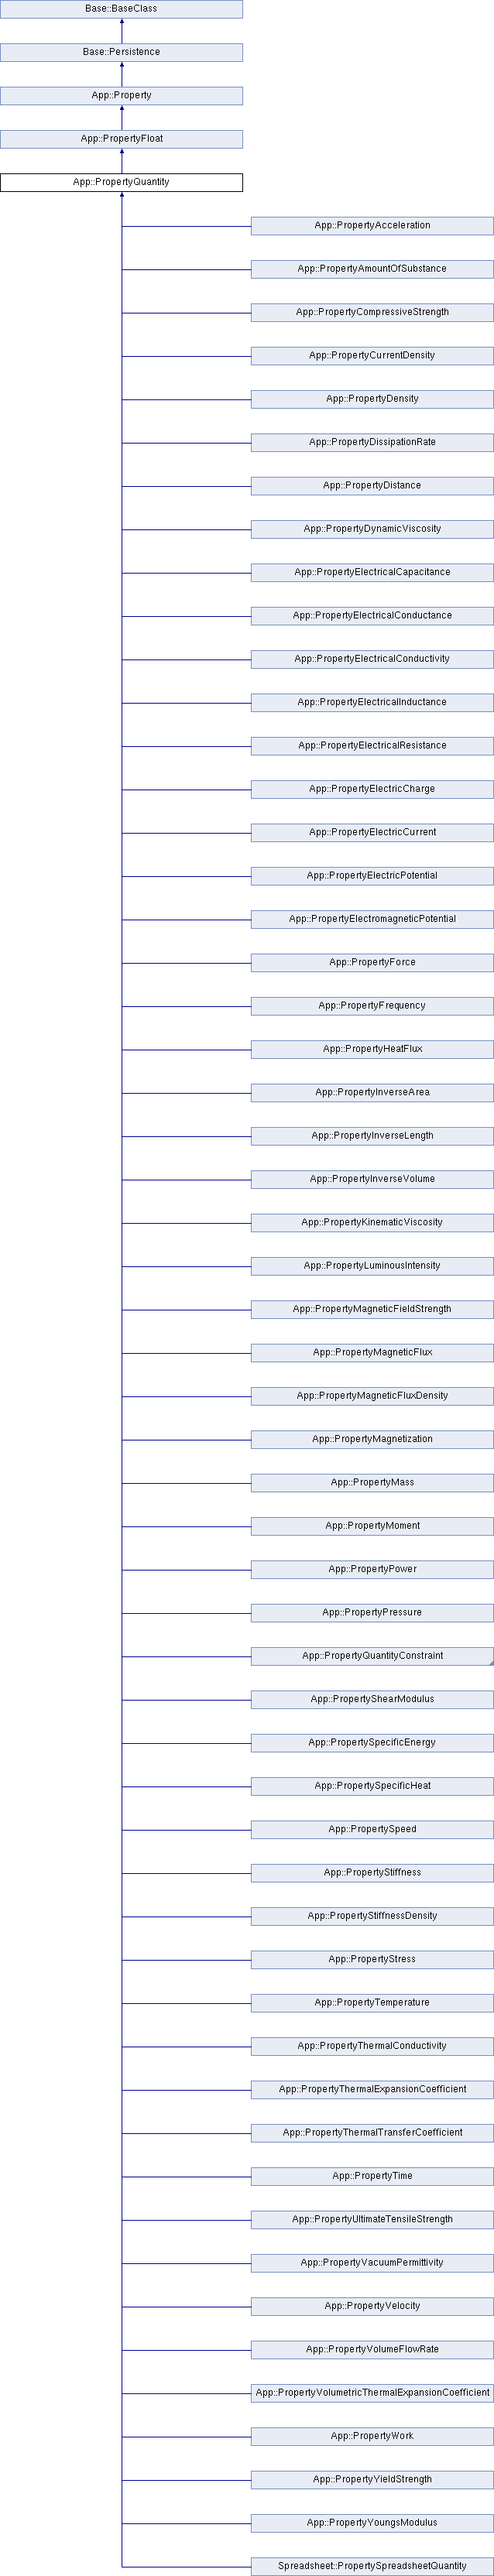 Base::BaseClass
Base::Persistence
App::Property
App::PropertyFloat
App::PropertyQuantity
App::PropertyAcceleration
App::PropertyAmountOfSubstance
App::PropertyCompressiveStrength
App::PropertyCurrentDensity
App::PropertyDensity
App::PropertyDissipationRate
App::PropertyDistance
App::PropertyDynamicViscosity
App::PropertyElectricalCapacitance
App::PropertyElectricalConductance
App::PropertyElectricalConductivity
App::PropertyElectricalInductance
App::PropertyElectricalResistance
App::PropertyElectricCharge
App::PropertyElectricCurrent
App::PropertyElectricPotential
App::PropertyElectromagneticPotential
App::PropertyForce
App::PropertyFrequency
App::PropertyHeatFlux
App::PropertyInverseArea
App::PropertyInverseLength
App::PropertyInverseVolume
App::PropertyKinematicViscosity
App::PropertyLuminousIntensity
App::PropertyMagneticFieldStrength
App::PropertyMagneticFlux
App::PropertyMagneticFluxDensity
App::PropertyMagnetization
App::PropertyMass
App::PropertyMoment
App::PropertyPower
App::PropertyPressure
App::PropertyQuantityConstraint
App::PropertyShearModulus
App::PropertySpecificEnergy
App::PropertySpecificHeat
App::PropertySpeed
App::PropertyStiffness
App::PropertyStiffnessDensity
App::PropertyStress
App::PropertyTemperature
App::PropertyThermalConductivity
App::PropertyThermalExpansionCoefficient
App::PropertyThermalTransferCoefficient
App::PropertyTime
App::PropertyUltimateTensileStrength
App::PropertyVacuumPermittivity
App::PropertyVelocity
App::PropertyVolumeFlowRate
App::PropertyVolumetricThermalExpansionCoefficient
App::PropertyWork
App::PropertyYieldStrength
App::PropertyYoungsModulus
Spreadsheet::PropertySpreadsheetQuantity